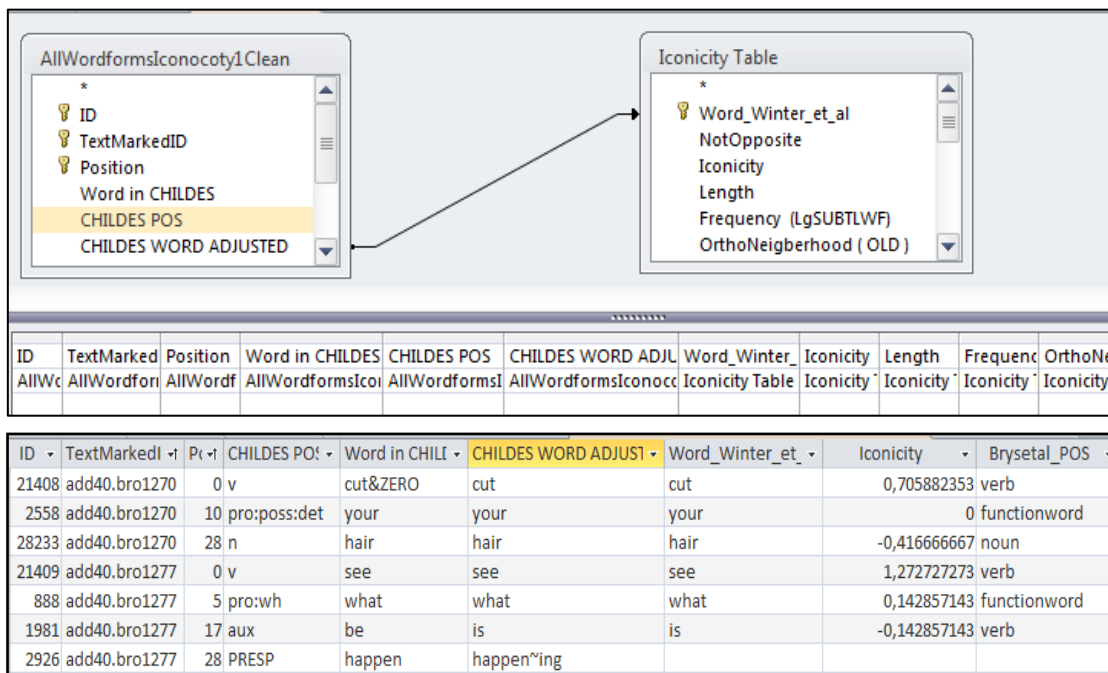 AllWordformsIconocoty1Clean
*
ID
TextMarkedID
Position
Word in CHILDES
CHILDES POS
CHILDES WORD ADJUSTED
Iconicity Table
*
Word_Winter_et_al
NotOpposite
Iconicity
Length
Frequency (LgSUBTLWF)
OrthoNeigberhood ( OLD )
ID TextMarked Position Word in CHILDES CHILDES POS CHILDES WORD ADJU Word_Winter_ Iconicity Length Frequenc OrthoNe
AllWo AllWordforı AllWordf AllWordformsIcoı AllWordformsI AllWordformsIconocc Iconicity Table Iconicity Iconicity Iconicity Iconicity
ID TextMarkedI Pc CHILDES POS Word in CHILI CHILDES WORD ADJUST Word_Winter_et_ Iconicity Brysetal_POS
21408 add40.bro1270 0 v cut&ZERO cut cut 0,705882353 verb
2558 add40.bro1270 10 pro:poss:det your your your 0 functionword
28233 add40.bro1270 28 n hair hair hair -0,416666667 noun
21409 add40.bro1277 0 v see see see 1,272727273 verb
888 add40.bro1277 5 pro:wh what what what 0,142857143 functionword
1981 add40.bro1277 17 aux be is is -0,142857143 verb
2926 add40.bro1277 28 PRESP happen happen~ing